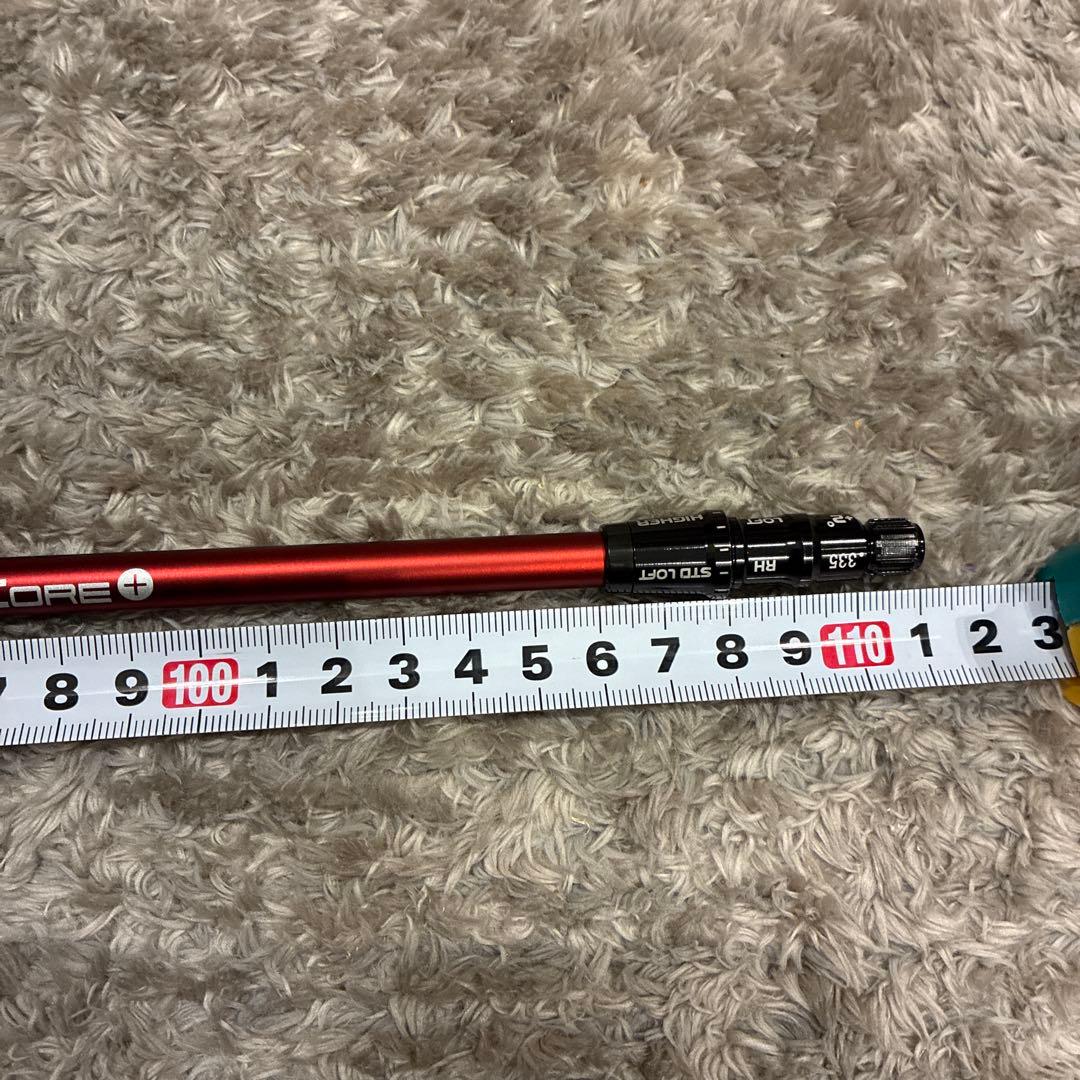 CORE +
HIGHER
STD LOFT
LOFT
RH
.335
8 9 100 1 2 3 4 5 6 7 8 9 110 1 2 3